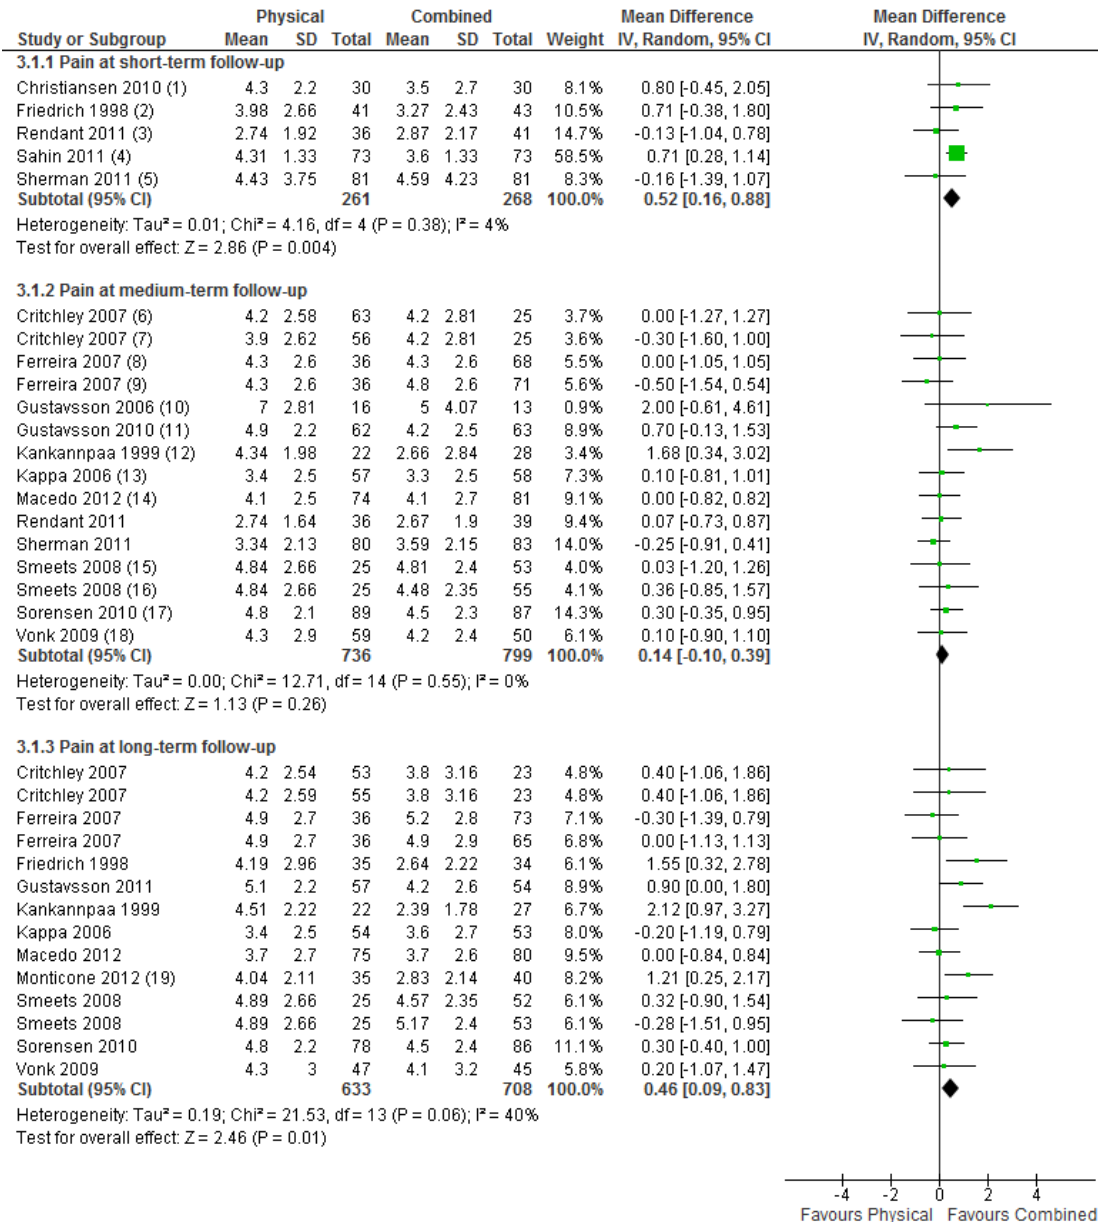 Physical Combined Mean Difference Mean Difference
Study or Subgroup Mean SD Total Mean SD Total Weight IV, Random, 95% CI IV, Random, 95% CI
3.1.1 Pain at short-term follow-up
Christiansen 2010 (1) 4.3 2.2 30 3.5 2.7 30 8.1% 0.80 [-0.45, 2.05]
Friedrich 1998 (2) 3.98 2.66 41 3.27 2.43 43 10.5% 0.71 [-0.38, 1.80]
Rendant 2011 (3) 2.74 1.92 36 2.87 2.17 41 14.7% -0.13 [-1.04, 0.78]
Sahin 2011 (4) 4.31 1.33 73 3.6 1.33 73 58.5% 0.71 [0.28, 1.14]
Sherman 2011 (5) 4.43 3.75 81 4.59 4.23 81 8.3% -0.16 [-1.39, 1.07]
Subtotal (95% CI) 261 268 100.0% 0.52 [0.16, 0.88]
Heterogeneity: Tau² = 0.01; Chi² = 4.16, df = 4 (P = 0.38); I² = 4%
Test for overall effect: Z = 2.86 (P = 0.004)
3.1.2 Pain at medium-term follow-up
Critchley 2007 (6) 4.2 2.58 63 4.2 2.81 25 3.7% 0.00 [-1.27, 1.27]
Critchley 2007 (7) 3.9 2.62 56 4.2 2.81 25 3.6% -0.30 [-1.60, 1.00]
Ferreira 2007 (8) 4.3 2.6 36 4.3 2.6 68 5.5% 0.00 [-1.05, 1.05]
Ferreira 2007 (9) 4.3 2.6 36 4.8 2.6 71 5.6% -0.50 [-1.54, 0.54]
Gustavsson 2006 (10) 7 2.81 16 5 4.07 13 0.9% 2.00 [-0.61, 4.61]
Gustavsson 2010 (11) 4.9 2.2 62 4.2 2.5 63 8.9% 0.70 [-0.13, 1.53]
Kankannpaa 1999 (12) 4.34 1.98 22 2.66 2.84 28 3.4% 1.68 [0.34, 3.02]
Kappa 2006 (13) 3.4 2.5 57 3.3 2.5 58 7.4% 0.10 [-0.81, 1.01]
Macedo 2012 (14) 4.1 2.5 74 4.1 2.7 81 9.1% 0.00 [-0.82, 0.82]
Rendant 2011 2.74 1.64 36 2.67 1.9 39 9.4% 0.07 [-0.73, 0.87]
Sherman 2011 3.34 2.13 80 3.59 2.15 83 14.0% -0.25 [-0.91, 0.41]
Smeets 2008 (15) 4.84 2.66 25 4.81 2.4 53 4.0% 0.03 [-1.20, 1.26]
Smeets 2008 (16) 4.84 2.66 25 4.48 2.35 55 4.1% 0.36 [-0.85, 1.57]
Sorensen 2010 (17) 4.8 2.1 89 4.5 2.3 87 14.3% 0.30 [-0.35, 0.95]
Vonk 2009 (18) 4.3 2.9 59 4.2 2.4 50 6.1% 0.10 [-0.90, 1.10]
Subtotal (95% CI) 736 799 100.0% 0.14 [-0.10, 0.39]
Heterogeneity: Tau² = 0.00; Chi² = 12.71, df = 14 (P = 0.55); I² = 0%
Test for overall effect: Z = 1.13 (P = 0.26)
3.1.3 Pain at long-term follow-up
Critchley 2007 4.2 2.54 53 3.8 3.16 23 4.8% 0.40 [-1.06, 1.86]
Critchley 2007 4.2 2.59 55 3.8 3.16 23 4.8% 0.40 [-1.06, 1.86]
Ferreira 2007 4.9 2.7 36 5.2 2.8 73 7.1% -0.30 [-1.39, 0.79]
Ferreira 2007 4.9 2.7 36 4.9 2.9 65 6.8% 0.00 [-1.13, 1.13]
Friedrich 1998 4.19 2.96 35 2.64 2.22 34 6.1% 1.55 [0.32, 2.78]
Gustavsson 2011 5.1 2.2 57 4.2 2.6 54 8.9% 0.90 [0.00, 1.80]
Kankannpaa 1999 4.51 2.22 22 2.39 1.78 27 6.7% 2.12 [0.97, 3.27]
Kappa 2006 3.4 2.5 54 3.6 2.7 53 8.0% -0.20 [-1.19, 0.79]
Macedo 2012 3.7 2.7 75 3.7 2.6 80 9.4% 0.00 [-0.84, 0.84]
Monticone 2012 (19) 4.04 2.11 35 2.83 2.14 40 8.2% 1.21 [0.25, 2.17]
Smeets 2008 4.89 2.66 25 4.57 2.35 52 6.1% 0.32 [-0.90, 1.54]
Smeets 2008 4.89 2.66 25 5.17 2.4 53 6.1% -0.28 [-1.51, 0.95]
Sorensen 2010 4.8 2.2 78 4.5 2.4 86 11.1% 0.30 [-0.40, 1.00]
Vonk 2009 4.3 3 47 4.1 3.2 45 5.8% 0.20 [-1.07, 1.47]
Subtotal (95% CI) 633 708 100.0% 0.46 [0.09, 0.83]
Heterogeneity: Tau² = 0.19; Chi² = 21.53, df = 13 (P = 0.06); I² = 40%
Test for overall effect: Z = 2.46 (P = 0.01)
-4 -2 0 2 4
Favours Physical Favours Combined